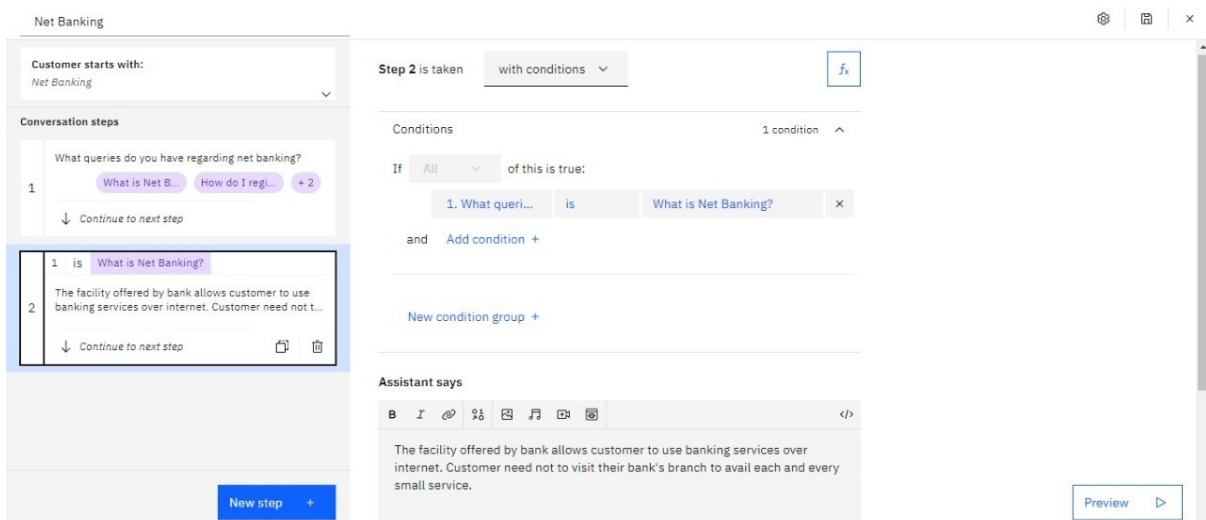 Net Banking
Customer starts with:
Net Banking
Conversation steps
1
What queries do you have regarding net banking?
What is Net B... How do I regi... + 2
Continue to next step
1 is What is Net Banking?
2
The facility offered by bank allows customer to use
banking services over internet. Customer need not t...
Continue to next step
New step +
Step 2 is taken with conditions
fx
Conditions 1 condition
If All of this is true:
1. What queri... is What is Net Banking? ×
and Add condition +
New condition group +
Assistant says
B I </>
The facility offered by bank allows customer to use banking services over
internet. Customer need not to visit their bank's branch to avail each and every
small service.
Preview